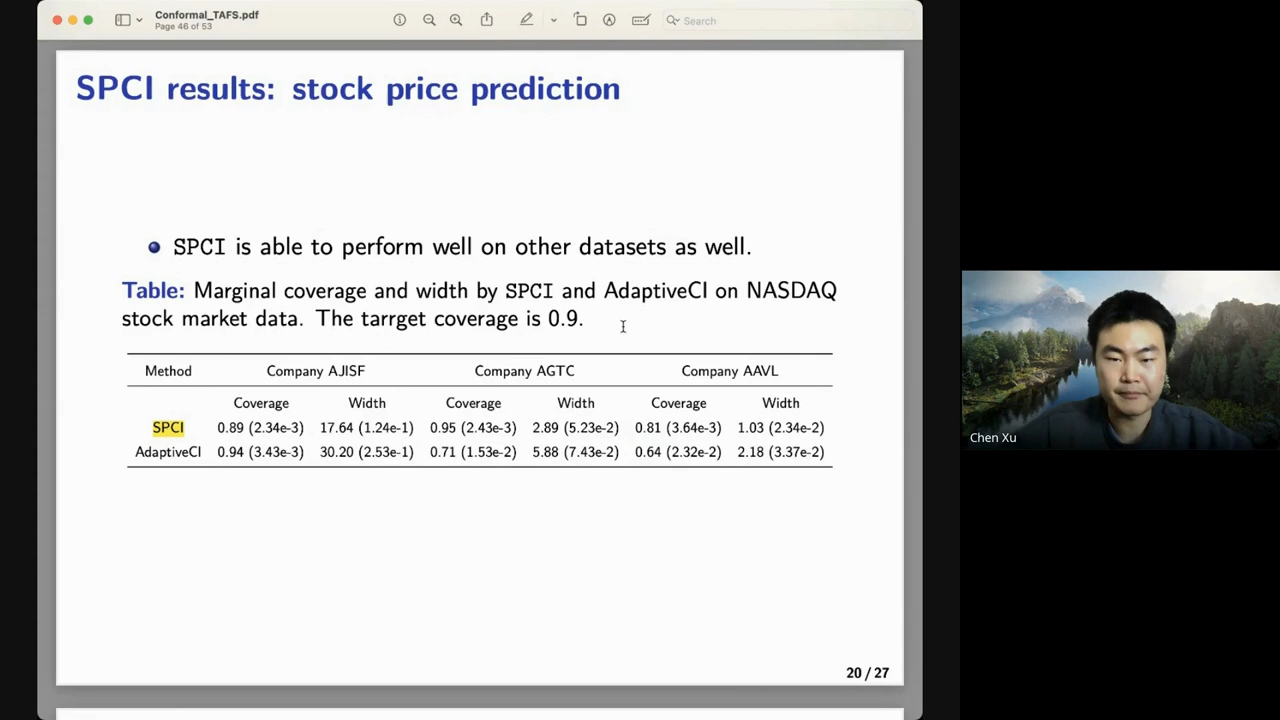 Conformal_TAFS.pdf
Page 46 of 53
Search
SPCI results: stock price prediction
SPCI is able to perform well on other datasets as well.
Table: Marginal coverage and width by SPCI and AdaptiveCI on NASDAQ
stock market data. The tarrget coverage is 0.9.
Method Company AJISF Company AGTC Company AAVL
Coverage Width Coverage Width Coverage Width
SPCI 0.89 (2.34e-3) 17.64 (1.24e-1) 0.95 (2.43e-3) 2.89 (5.23e-2) 0.81 (3.64e-3) 1.03 (2.34e-2)
AdaptiveCI 0.94 (3.43e-3) 30.20 (2.53e-1) 0.71 (1.53e-2) 5.88 (7.43e-2) 0.64 (2.32e-2) 2.18 (3.37e-2)
20 / 27
Chen Xu